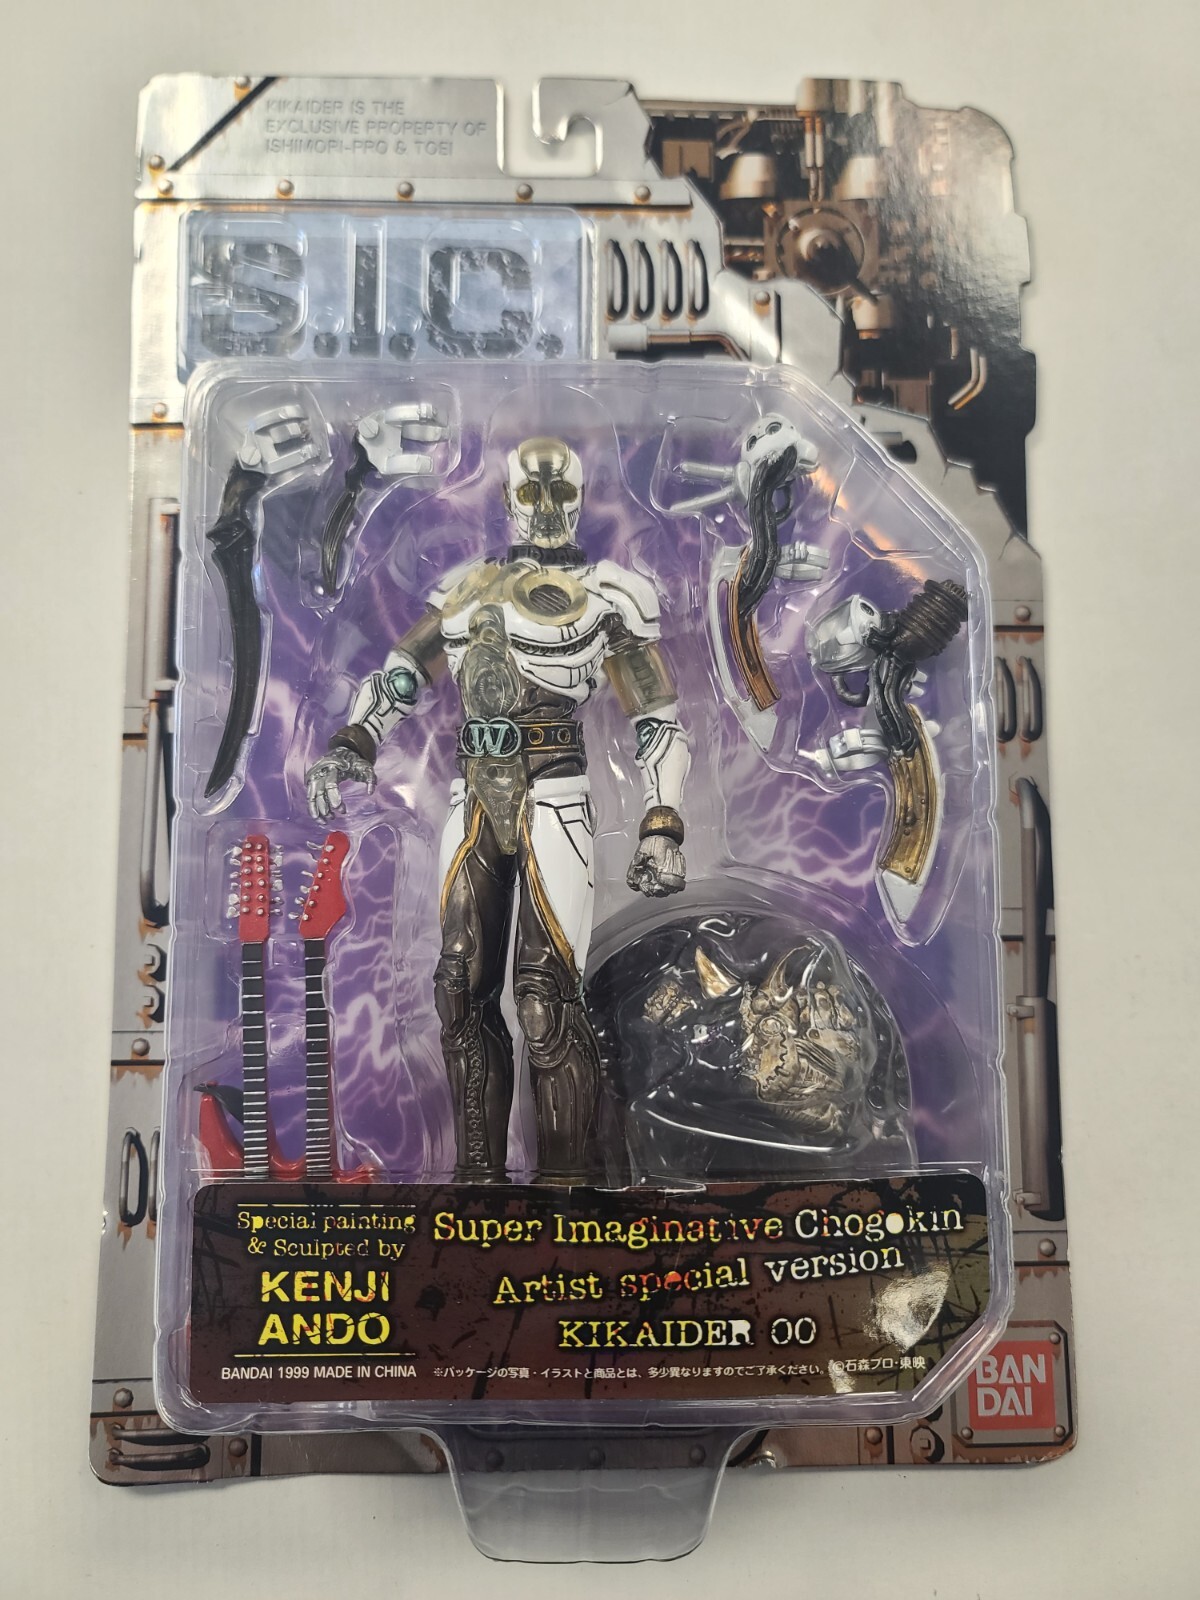 KIKAIDER IS THE
EXCLUSIVE PROPERTY OF
ISHIMORI-PRO & TOEI
S.I.C.
W
Special painting
& Sculpted by
KENJI
ANDO
Super Imaginative Chogokin
Artist special version
KIKAIDER 00
BANDAI 1999 MADE IN CHINA
※パッケージの写真・イラストと商品とは、多少異なりますのでご了承ください。©石森プロ・東映
BAN
DAI